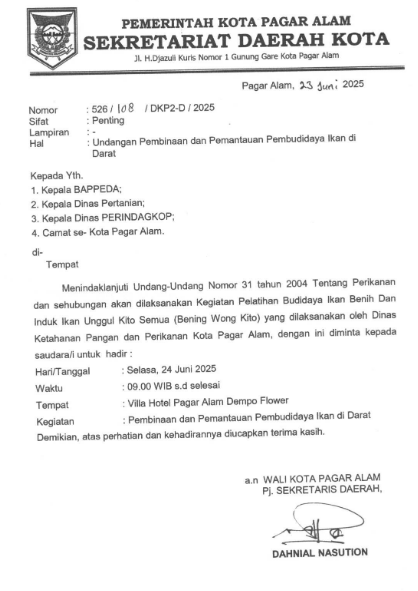 PEMERINTAH KOTA PAGAR ALAM
SEKRETARIAT DAERAH KOTA
Jl. H.Djazuli Kuris Nomor 1 Gunung Gare Kota Pagar Alam
Pagar Alam, 23 Juni 2025
Nomor : 526 / 108 / DKP2-D / 2025
Sifat : Penting
Lampiran : -
Hal : Undangan Pembinaan dan Pemantauan Pembudidaya Ikan di
Darat
Kepada Yth.
1. Kepala BAPPEDA;
2. Kepala Dinas Pertanian;
3. Kepala Dinas PERINDAGKOP;
4. Camat se- Kota Pagar Alam.
di-
Tempat
Menindaklanjuti Undang-Undang Nomor 31 tahun 2004 Tentang Perikanan
dan sehubungan akan dilaksanakan Kegiatan Pelatihan Budidaya Ikan Benih Dan
Induk Ikan Unggul Kito Semua (Bening Wong Kito) yang dilaksanakan oleh Dinas
Ketahanan Pangan dan Perikanan Kota Pagar Alam, dengan ini diminta kepada
saudara/i untuk hadir :
Hari/Tanggal : Selasa, 24 Juni 2025
Waktu : 09.00 WIB s.d selesai
Tempat : Villa Hotel Pagar Alam Dempo Flower
Kegiatan : Pembinaan dan Pemantauan Pembudidaya Ikan di Darat
Demikian, atas perhatian dan kehadirannya diucapkan terima kasih.
a.n WALI KOTA PAGAR ALAM
Pj. SEKRETARIS DAERAH,
DAHNIAL NASUTION